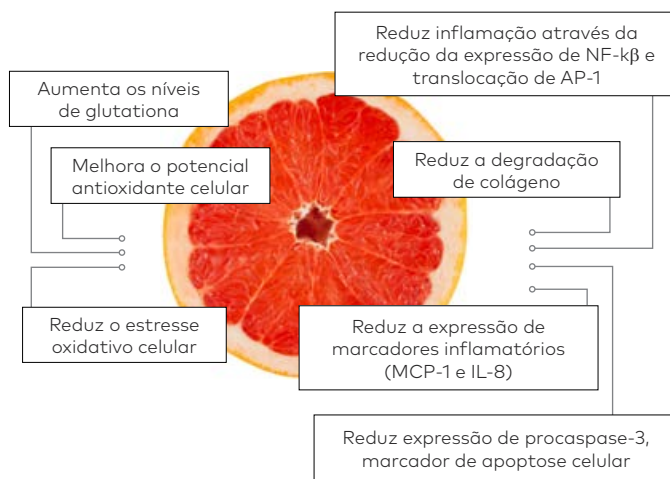 Aumenta os níveis
de glutationa
Melhora o potencial
antioxidante celular
Reduz o estresse
oxidativo celular
Reduz inflamação através da
redução da expressão de NF-kβ e
translocação de AP-1
Reduz a degradação
de colágeno
Reduz a expressão de
marcadores inflamatórios
(MCP-1 e IL-8)
Reduz expressão de procaspase-3,
marcador de apoptose celular